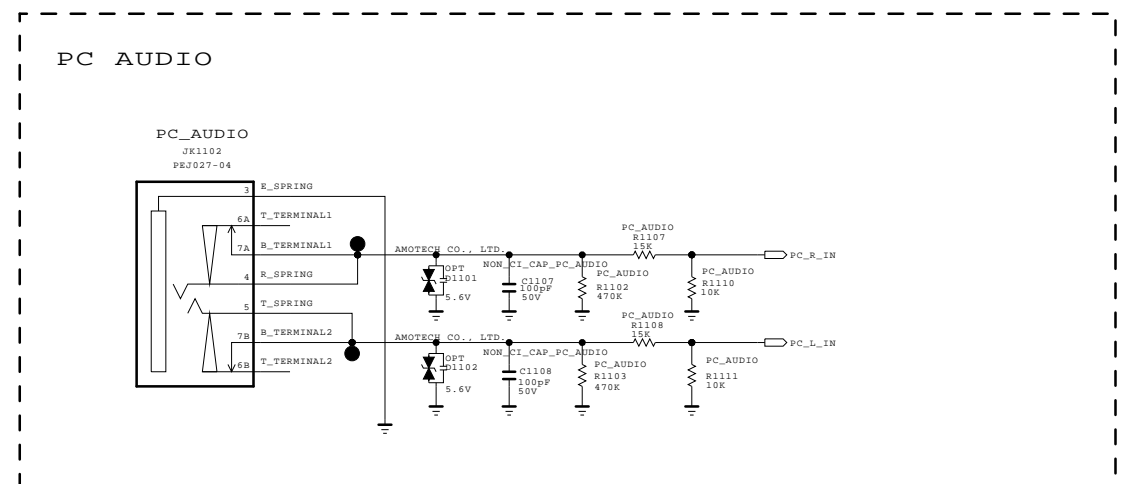 PC AUDIO
PC_AUDIO
JK1102
PEJ027-04
3 E_SPRING
6A T_TERMINAL1
7A B_TERMINAL1
4 R_SPRING
5 T_SPRING
7B B_TERMINAL2
6B T_TERMINAL2
AMOTECH CO., LTD.
OPT
D1101
5.6V
NON_CI_CAP_PC_AUDIO
C1107
100pF
50V
PC_AUDIO
R1102
470K
PC_AUDIO
R1107
15K
PC_AUDIO
R1110
10K
PC_R_IN
AMOTECH CO., LTD.
OPT
D1102
5.6V
NON_CI_CAP_PC_AUDIO
C1108
100pF
50V
PC_AUDIO
R1103
470K
PC_AUDIO
R1108
15K
PC_AUDIO
R1111
10K
PC_L_IN